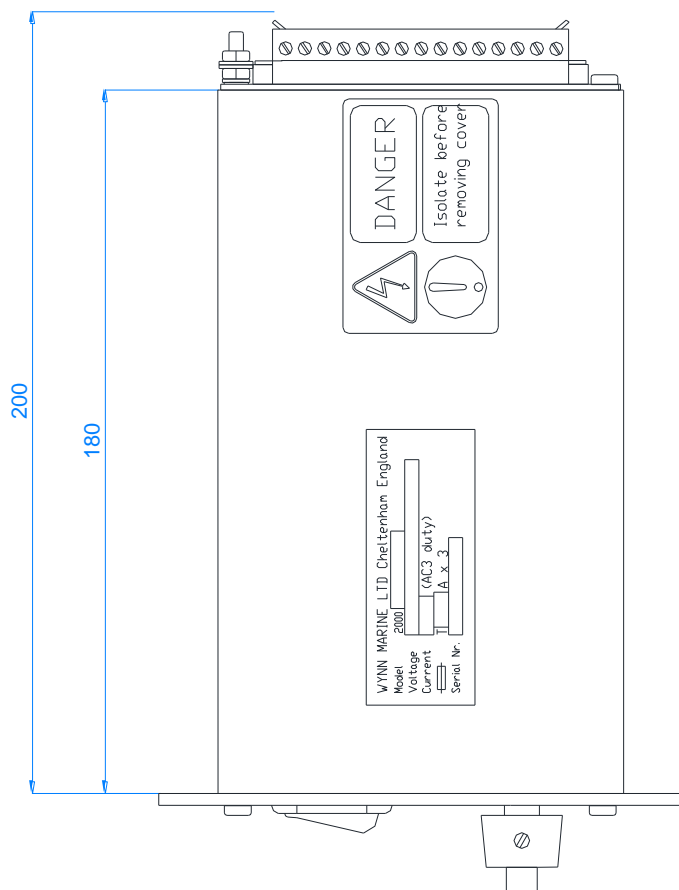 200
180
DANGER
Isolate before
removing cover
WYNN MARINE LTD Cheltenham England
Model 2000
Voltage
Current (AC3 duty)
T A x 3
Serial Nr.